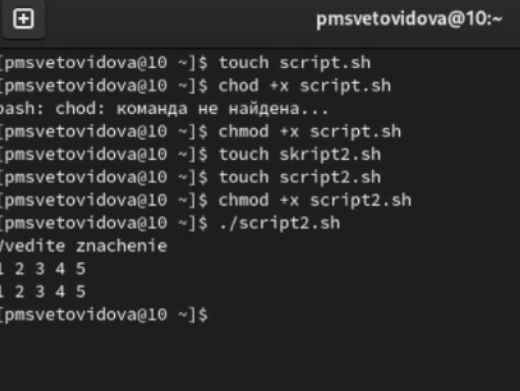 pmsvetovidova@10:~
[pmsvetovidova@10 ~]$ touch script.sh
[pmsvetovidova@10 ~]$ chod +x script.sh
bash: chod: команда не найдена...
[pmsvetovidova@10 ~]$ chmod +x script.sh
[pmsvetovidova@10 ~]$ touch skript2.sh
[pmsvetovidova@10 ~]$ touch script2.sh
[pmsvetovidova@10 ~]$ chmod +x script2.sh
[pmsvetovidova@10 ~]$ ./script2.sh
Vvedite znachenie
1 2 3 4 5
1 2 3 4 5
[pmsvetovidova@10 ~]$